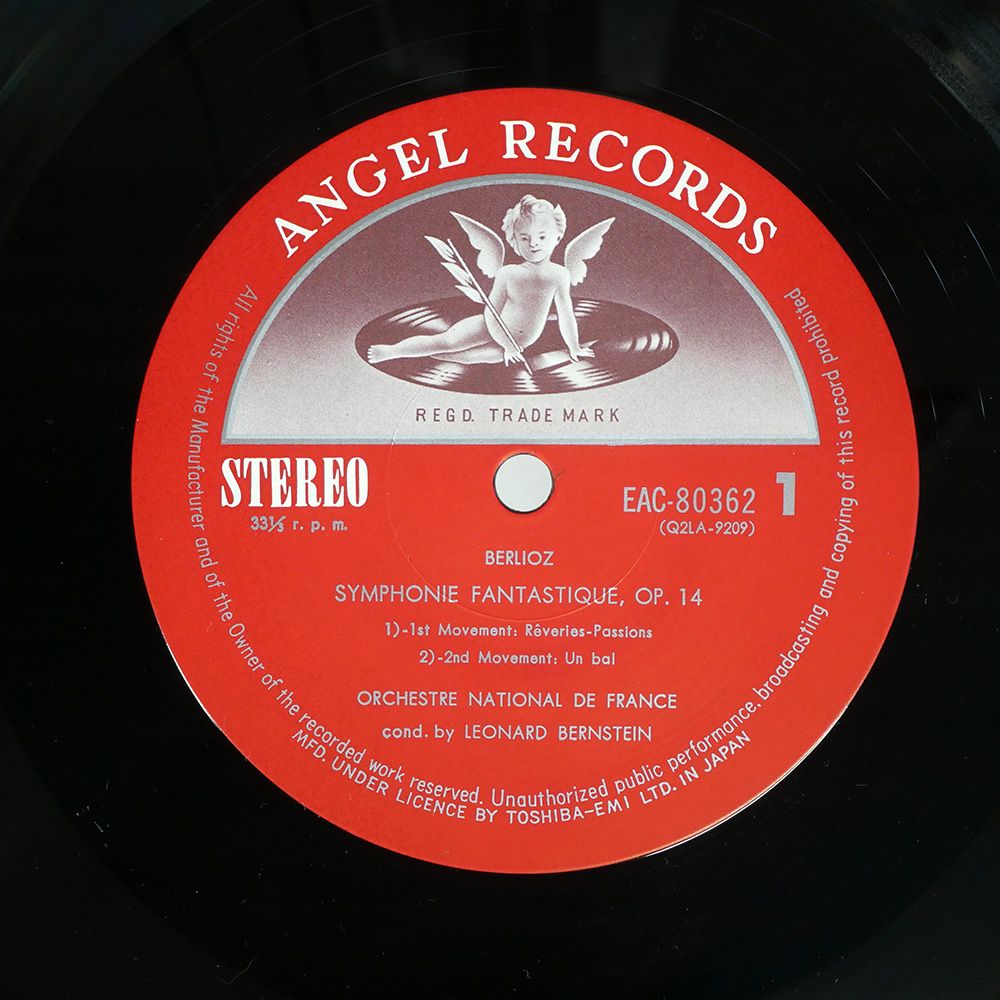 ANGEL RECORDS
REGD. TRADE MARK
STEREO
33⅓ r. p. m.
EAC-80362 1
(Q2LA-9209)
BERLIOZ
SYMPHONIE FANTASTIQUE, OP. 14
1)-1st Movement: Rêveries-Passions
2)-2nd Movement: Un bal
ORCHESTRE NATIONAL DE FRANCE
cond. by LEONARD BERNSTEIN
All rights of the Manufacturer and of the Owner of the recorded work reserved. Unauthorized public performance, broadcasting and copying of this record prohibited
MFD. UNDER LICENCE BY TOSHIBA-EMI LTD. IN JAPAN